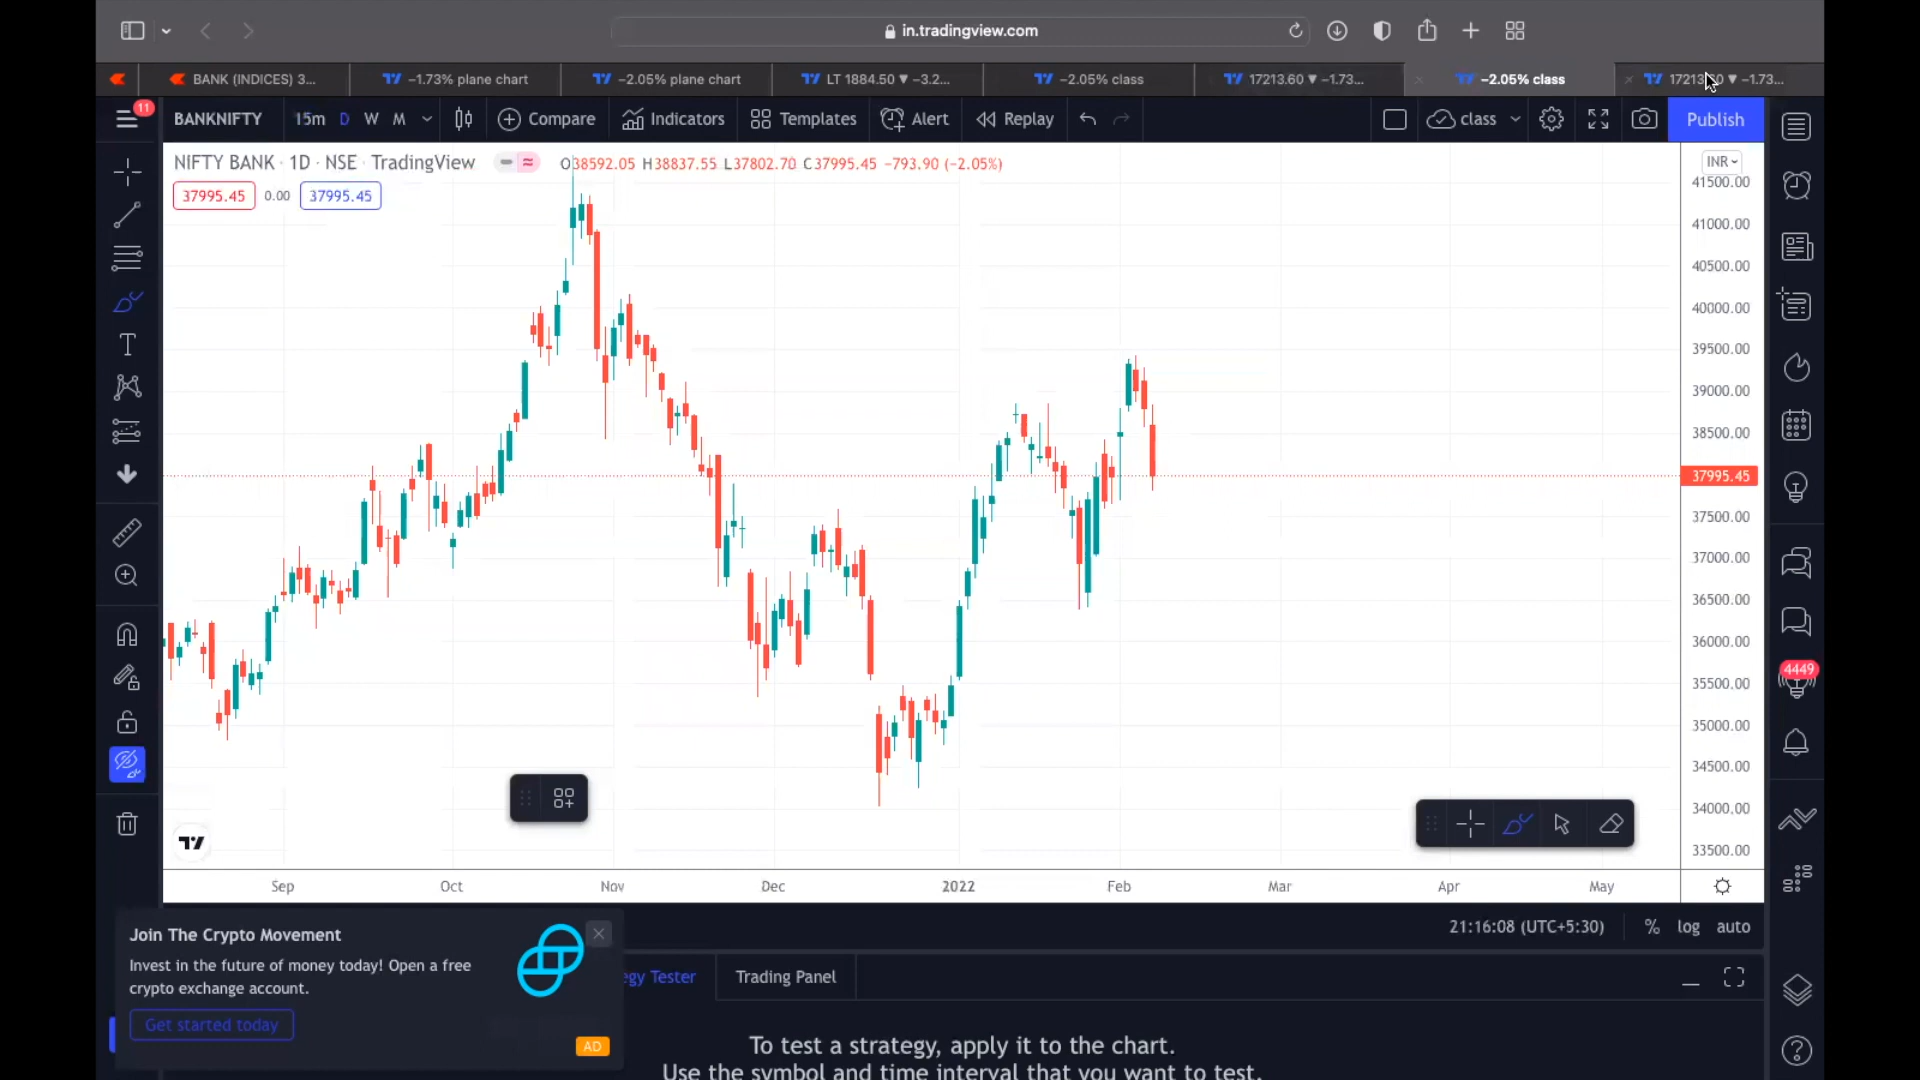 in.tradingview.com
BANK (INDICES) 3...
−1.73% plane chart
−2.05% plane chart
LT 1884.50 ▼ −3.2...
−2.05% class
17213.60 ▼ −1.73...
−2.05% class
▼ −1.73...
11
BANKNIFTY
15m D W M
Compare
Indicators
Templates
Alert
Replay
class
Publish
NIFTY BANK · 1D · NSE · TradingView
O38592.05 H38837.55 L37802.70 C37995.45 −793.90 (−2.05%)
INR
37995.45 0.00 37995.45
41500.00
41000.00
40500.00
40000.00
39500.00
39000.00
38500.00
37995.45
37500.00
37000.00
36500.00
36000.00
35500.00
35000.00
34500.00
34000.00
33500.00
4449
Sep Oct Nov Dec 2022 Feb Mar Apr May
21:16:08 (UTC+5:30) % log auto
Join The Crypto Movement
Invest in the future of money today! Open a free
crypto exchange account.
Get started today
AD
egy Tester
Trading Panel
To test a strategy, apply it to the chart.
Use the symbol and time interval that you want to test.